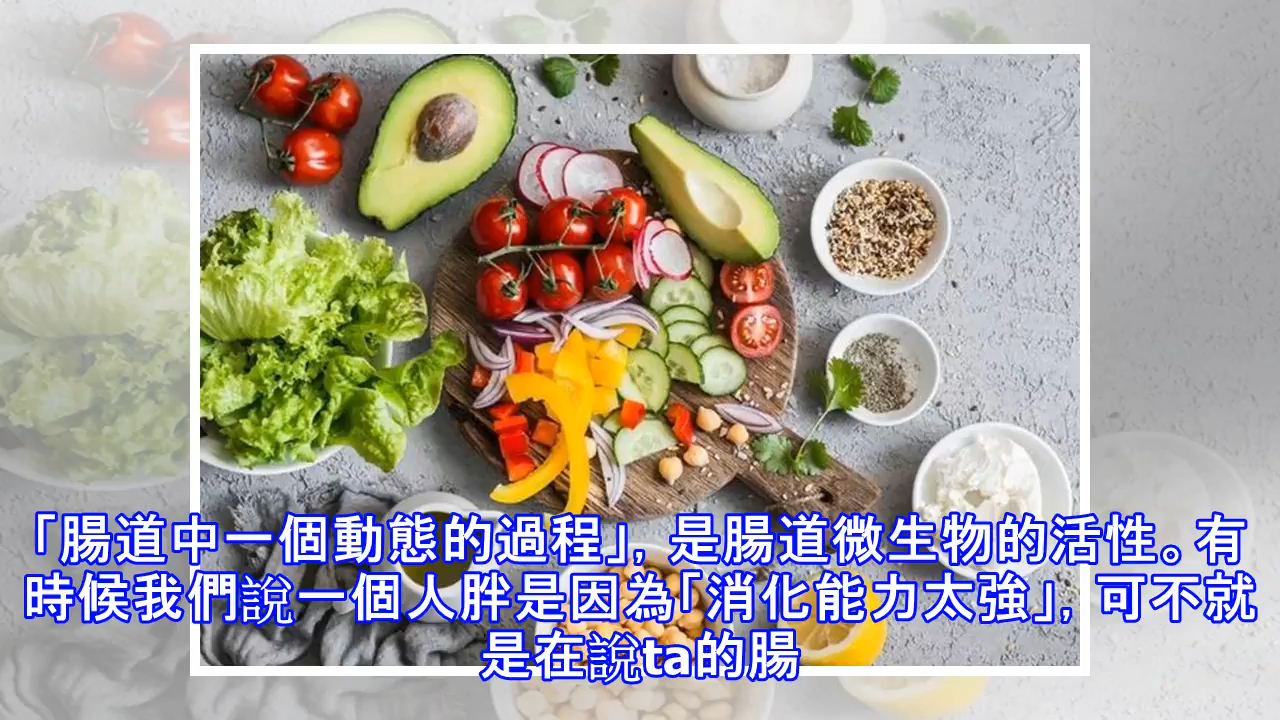 「腸道中一個動態的過程」, 是腸道微生物的活性。有
時候我們說一個人胖是因為「消化能力太強」, 可不就
是在說ta的腸